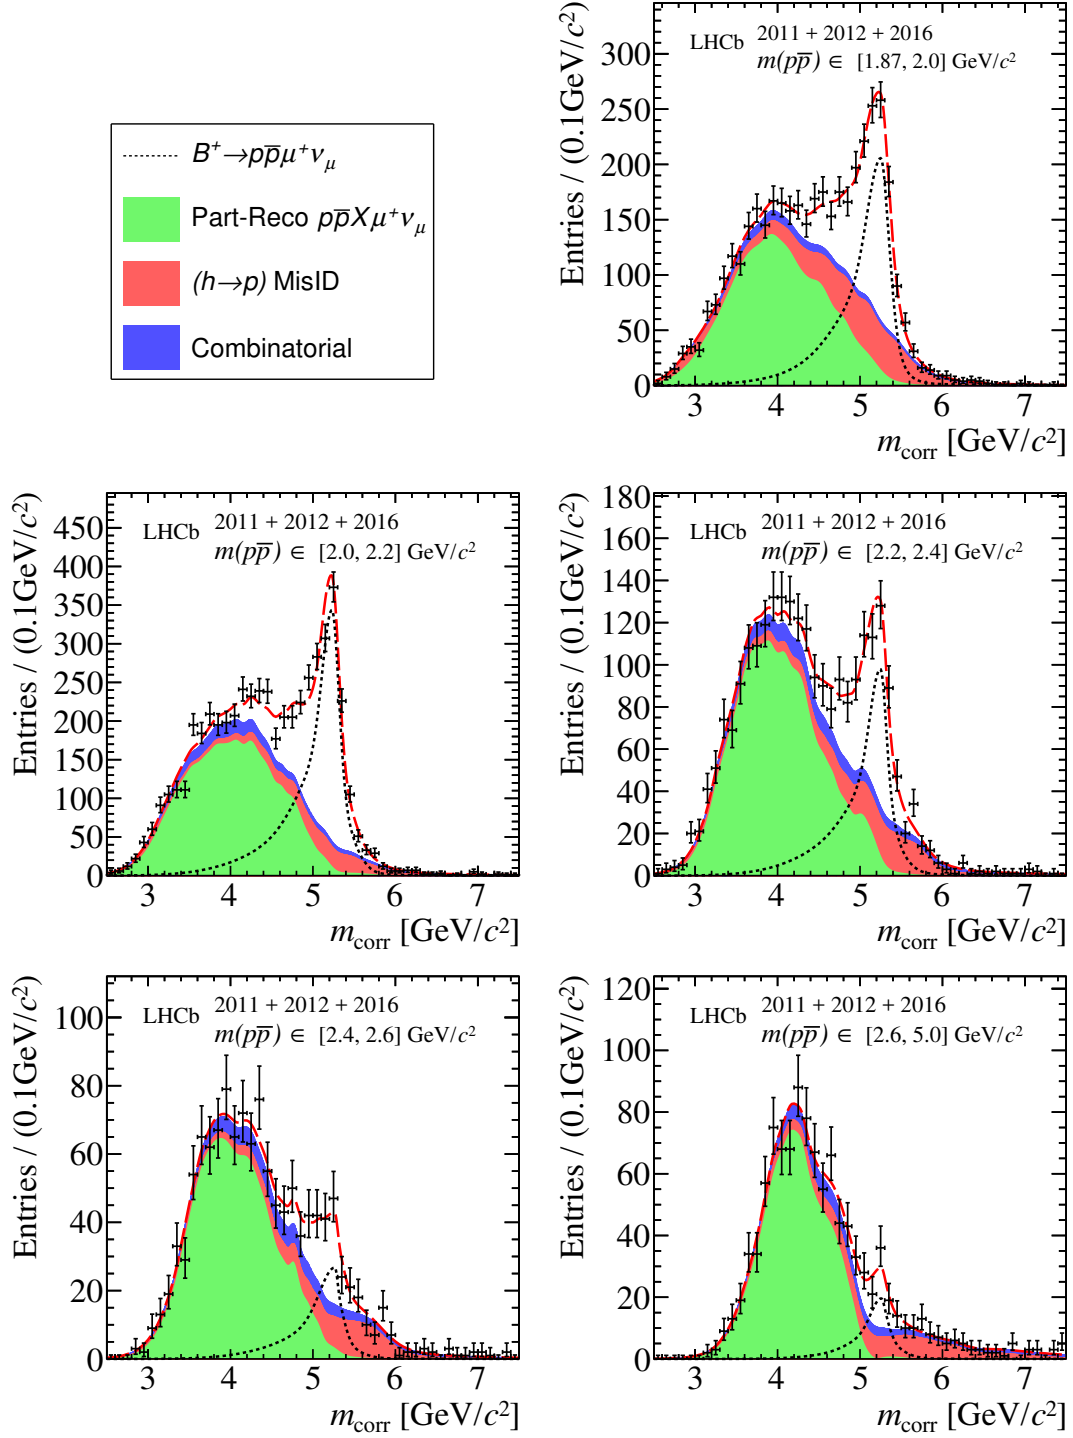 B⁺→pp̅μ⁺ν_μ
Part-Reco pp̅Xμ⁺ν_μ
(h→p) MisID
Combinatorial
Entries / (0.1GeV/c²)
LHCb
2011 + 2012 + 2016
m(pp̅) ∈ [1.87, 2.0] GeV/c²
300
250
200
150
100
50
0
3 4 5 6 7
m_corr [GeV/c²]
Entries / (0.1GeV/c²)
LHCb
2011 + 2012 + 2016
m(pp̅) ∈ [2.0, 2.2] GeV/c²
450
400
350
300
250
200
150
100
50
0
3 4 5 6 7
m_corr [GeV/c²]
Entries / (0.1GeV/c²)
LHCb
2011 + 2012 + 2016
m(pp̅) ∈ [2.2, 2.4] GeV/c²
180
160
140
120
100
80
60
40
20
0
3 4 5 6 7
m_corr [GeV/c²]
Entries / (0.1GeV/c²)
LHCb
2011 + 2012 + 2016
m(pp̅) ∈ [2.4, 2.6] GeV/c²
100
80
60
40
20
0
3 4 5 6 7
m_corr [GeV/c²]
Entries / (0.1GeV/c²)
LHCb
2011 + 2012 + 2016
m(pp̅) ∈ [2.6, 5.0] GeV/c²
120
100
80
60
40
20
0
3 4 5 6 7
m_corr [GeV/c²]